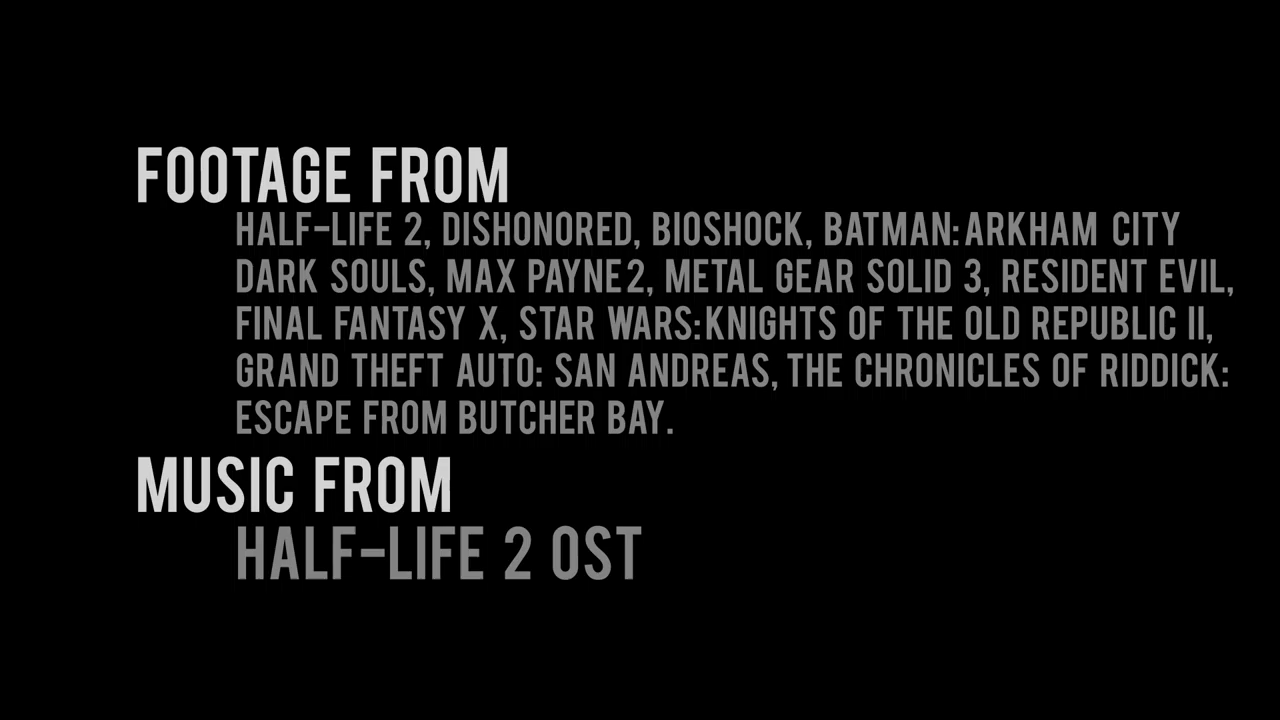 FOOTAGE FROM
HALF-LIFE 2, DISHONORED, BIOSHOCK, BATMAN: ARKHAM CITY
DARK SOULS, MAX PAYNE 2, METAL GEAR SOLID 3, RESIDENT EVIL,
FINAL FANTASY X, STAR WARS: KNIGHTS OF THE OLD REPUBLIC II,
GRAND THEFT AUTO: SAN ANDREAS, THE CHRONICLES OF RIDDICK:
ESCAPE FROM BUTCHER BAY.
MUSIC FROM
HALF-LIFE 2 OST